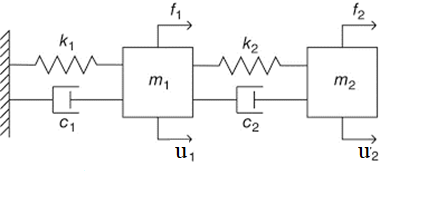 f₁ f₂
k₁ k₂
m₁ m₂
c₁ c₂
u₁ u₂